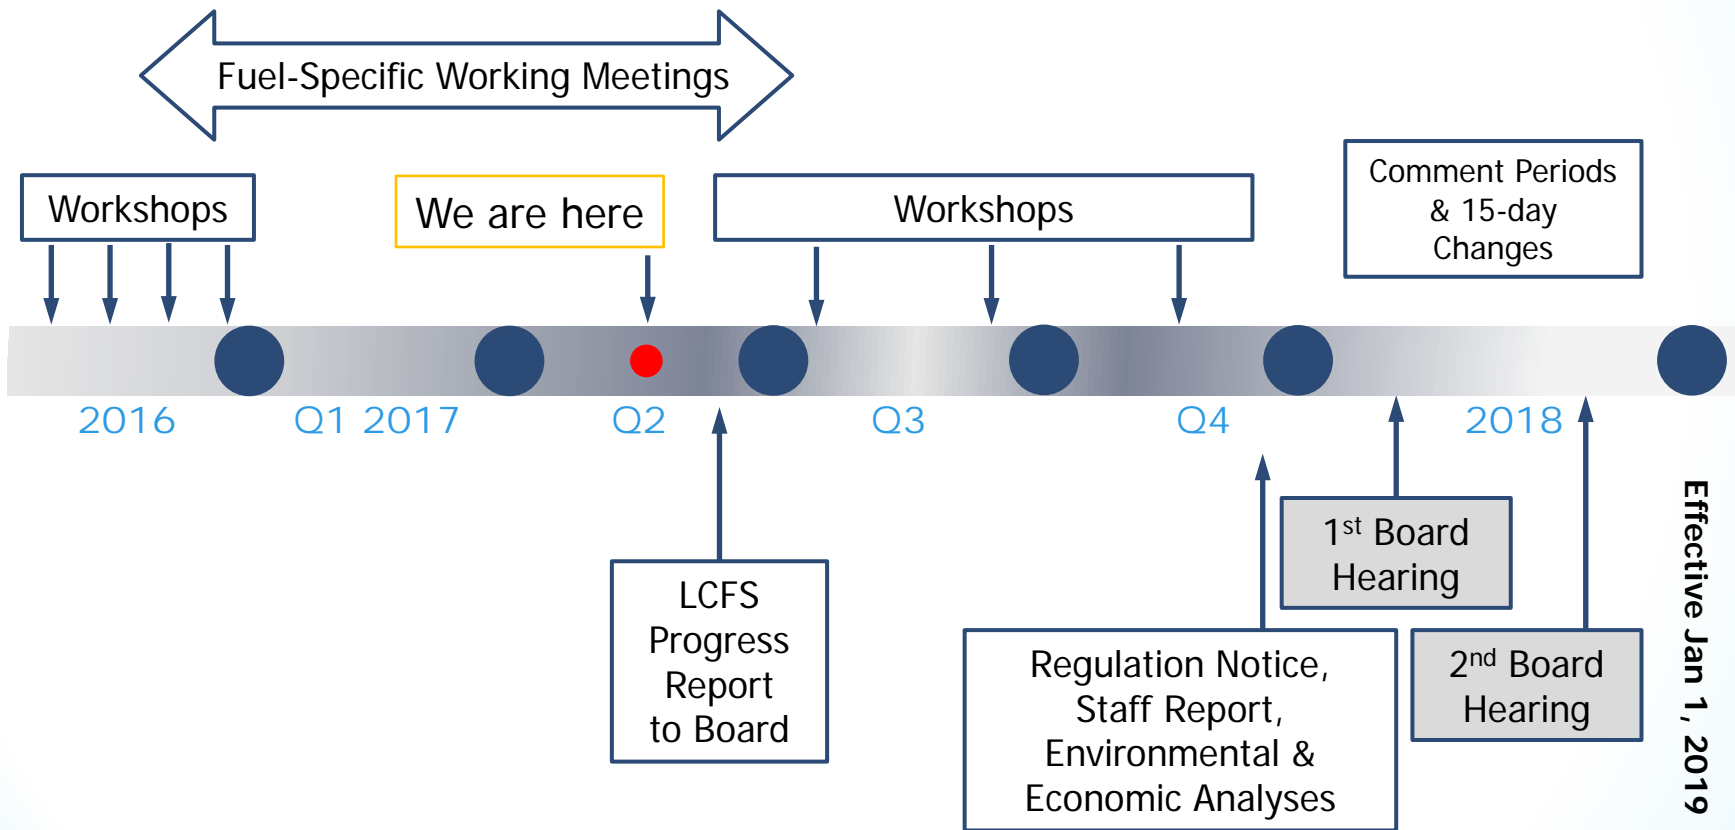 Fuel-Specific Working Meetings
Workshops
We are here
Workshops
Comment Periods
& 15-day
Changes
2016
Q1 2017
Q2
Q3
Q4
2018
LCFS
Progress
Report
to Board
Regulation Notice,
Staff Report,
Environmental &
Economic Analyses
1st Board
Hearing
2nd Board
Hearing
Effective Jan 1, 2019